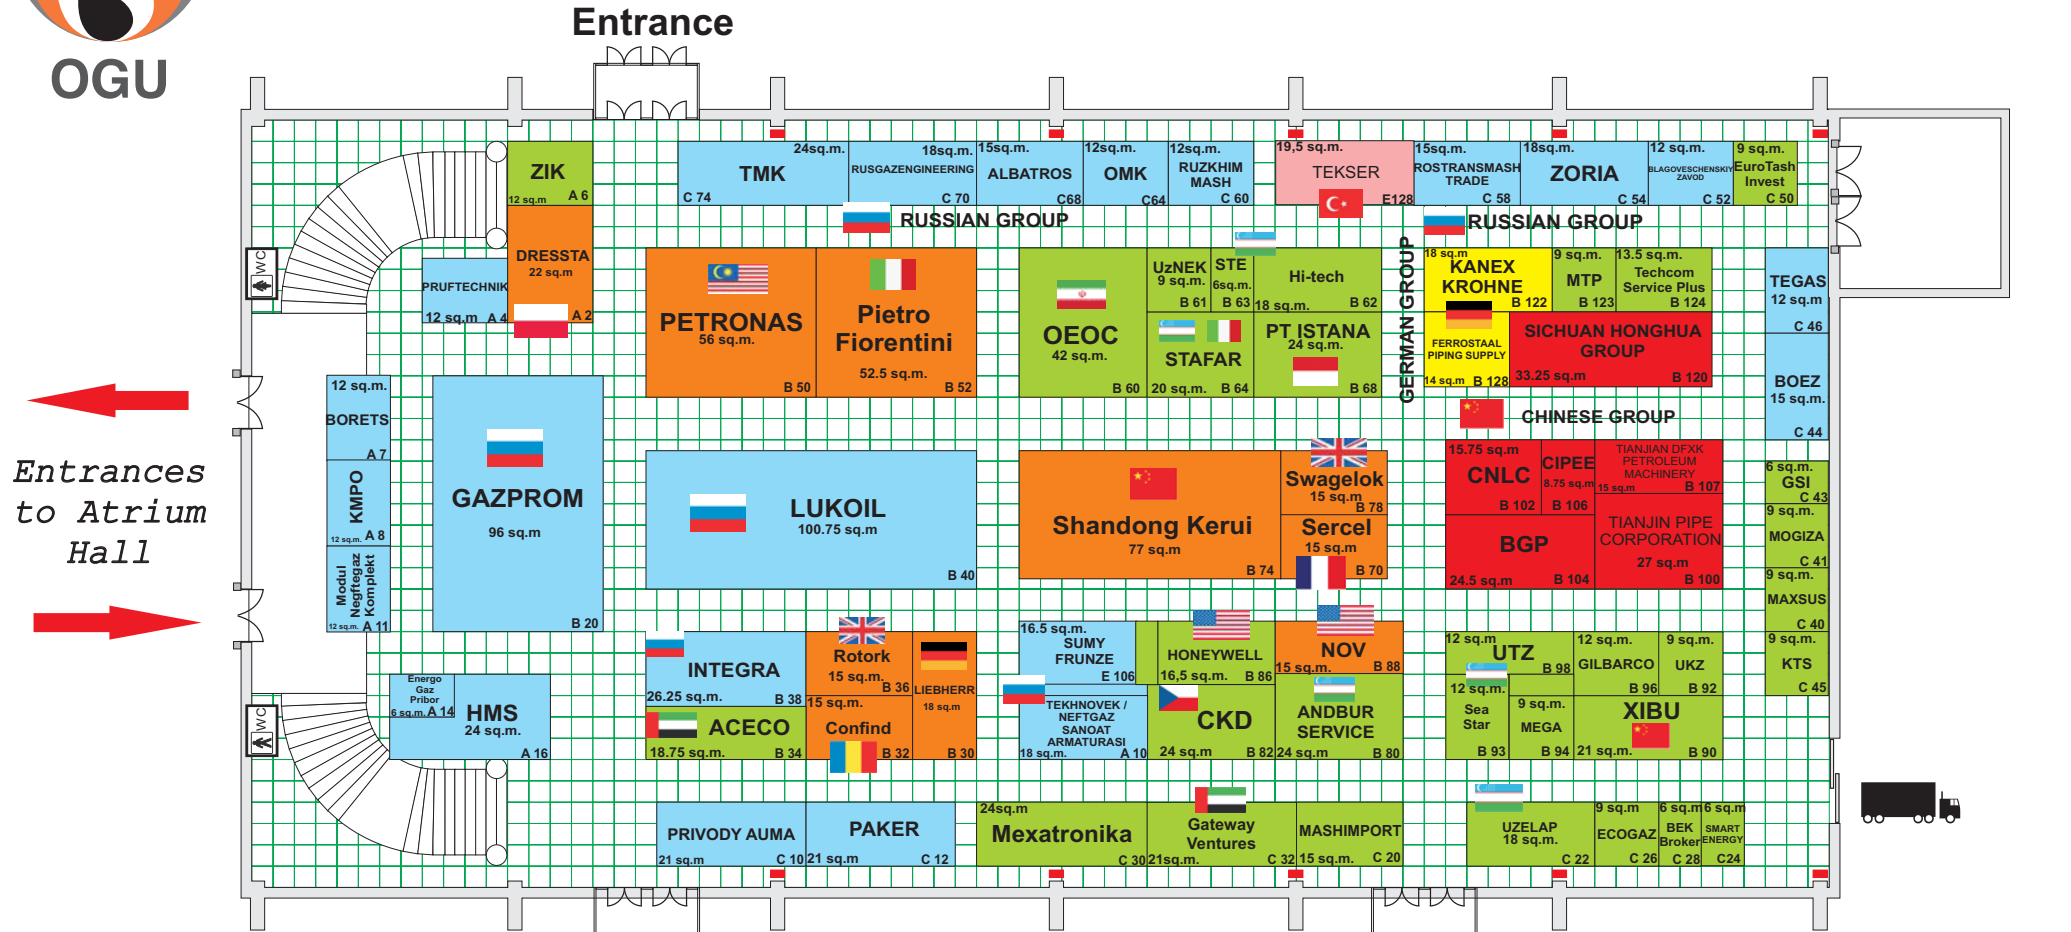 Entrance
OGU
ZIK
12 sq.m
A 6
24sq.m.
TMK
C 74
18sq.m.
RUSGAZENGINEERING
C 70
15sq.m.
ALBATROS
C68
12sq.m.
OMK
C64
12sq.m.
RUZKHIM
MASH
C 60
19,5 sq.m.
TEKSER
E128
15sq.m.
ROSTRANSMASH
TRADE
C 58
18sq.m.
ZORIA
C 54
12 sq.m.
BLAGOVESCHENSKIY
ZAVOD
C 52
9 sq.m.
EuroTash
Invest
C 50
RUSSIAN GROUP
RUSSIAN GROUP
WC
DRESSTA
22 sq.m
A 2
PRUFTECHNIK
12 sq.m
A 4
PETRONAS
56 sq.m.
B 50
Pietro
Fiorentini
52.5 sq.m.
B 52
OEOC
42 sq.m.
B 60
UzNEK
9 sq.m.
B 61
STE
6sq.m.
B 63
Hi-tech
18 sq.m.
B 62
STAFAR
20 sq.m.
B 64
PT ISTANA
24 sq.m.
B 68
GERMAN GROUP
18 sq.m
KANEX
KROHNE
B 122
9 sq.m.
MTP
B 123
13.5 sq.m.
Techcom
Service Plus
B 124
FERROSTAAL
PIPING SUPPLY
14 sq.m
B 128
SICHUAN HONGHUA
GROUP
33.25 sq.m
B 120
TEGAS
12 sq.m
C 46
BOEZ
15 sq.m.
C 44
CHINESE GROUP
Entrances
to Atrium
Hall
12 sq.m.
BORETS
A 7
KMPO
12 sq.m.
A 8
Modul
Negftegaz
Komplekt
12 sq.m.
A 11
GAZPROM
96 sq.m
B 20
LUKOIL
100.75 sq.m
B 40
Shandong Kerui
77 sq.m
B 74
Swagelok
15 sq.m
B 78
Sercel
15 sq.m
B 70
15.75 sq.m
CNLC
B 102
CIPEE
8.75 sq.m
B 106
TIANJIAN DFXK
PETROLEUM
MACHINERY
15 sq.m
B 107
BGP
24.5 sq.m
B 104
TIANJIN PIPE
CORPORATION
27 sq.m
B 100
6 sq.m.
GSI
C 43
9 sq.m.
MOGIZA
C 41
9 sq.m.
MAXSUS
C 40
9 sq.m.
KTS
C 45
Energo
Gaz
Pribor
6 sq.m.
A 14
HMS
24 sq.m.
A 16
WC
INTEGRA
26.25 sq.m.
B 38
ACECO
18.75 sq.m.
B 34
Rotork
15 sq.m.
B 36
15 sq.m.
Confind
B 32
LIEBHERR
18 sq.m
B 30
16.5 sq.m.
SUMY
FRUNZE
E 106
TEKHNOVEK /
NEFTGAZ
SANOAT
ARMATURASI
18 sq.m.
A 10
HONEYWELL
16,5 sq.m.
B 86
CKD
24 sq.m
B 82
NOV
15 sq.m.
B 88
ANDBUR
SERVICE
24 sq.m
B 80
12 sq.m
UTZ
B 98
12 sq.m.
GILBARCO
B 96
9 sq.m.
UKZ
B 92
12 sq.m.
Sea
Star
B 93
9 sq.m.
MEGA
B 94
XIBU
21 sq.m.
B 90
PRIVODY AUMA
21 sq.m
C 10
PAKER
21 sq.m
C 12
24sq.m
Mexatronika
C 30
Gateway
Ventures
21sq.m.
C 32
MASHIMPORT
15 sq.m.
C 20
UZELAP
18 sq.m.
C 22
9 sq.m
ECOGAZ
C 26
6 sq.m
BEK
Broker
C 28
6 sq.m
SMART
ENERGY
C24